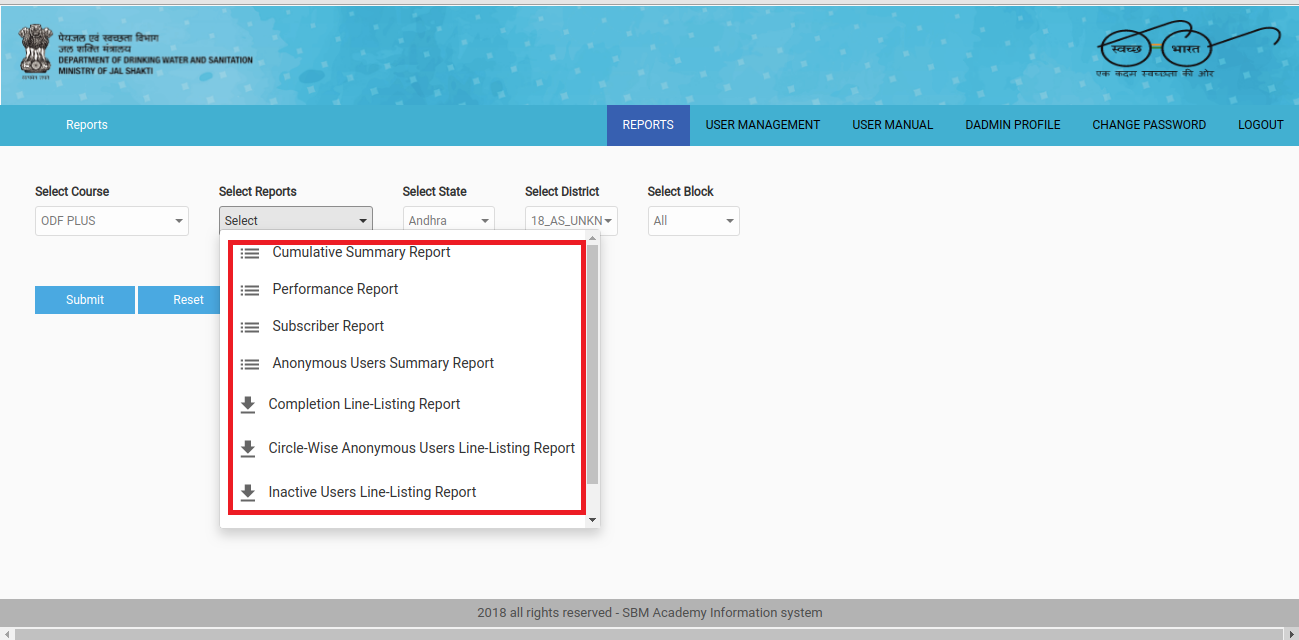 पेयजल एवं स्वच्छता विभाग
जल शक्ति मंत्रालय
DEPARTMENT OF DRINKING WATER AND SANITATION
MINISTRY OF JAL SHAKTI
स्वच्छ भारत
एक कदम स्वच्छता की ओर
Reports REPORTS USER MANAGEMENT USER MANUAL DADMIN PROFILE CHANGE PASSWORD LOGOUT
Select Course Select Reports Select State Select District Select Block
ODF PLUS Select Andhra 18_AS_UNKN All
Cumulative Summary Report
Performance Report
Submit Reset
Subscriber Report
Anonymous Users Summary Report
Completion Line-Listing Report
Circle-Wise Anonymous Users Line-Listing Report
Inactive Users Line-Listing Report
2018 all rights reserved - SBM Academy Information system